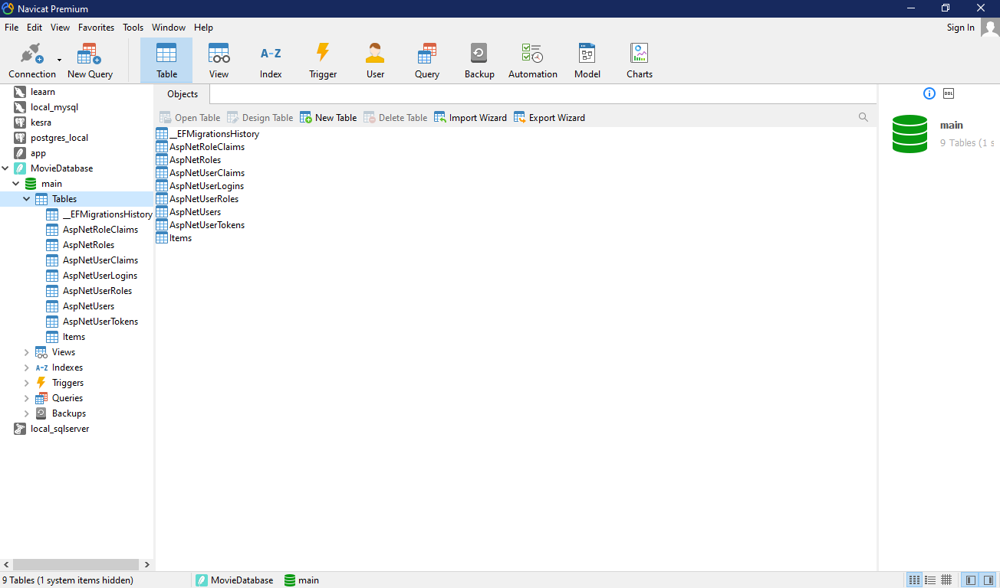 Navicat Premium
File Edit View Favorites Tools Window Help
Sign In
Connection New Query Table View Index Trigger User Query Backup Automation Model Charts
A-Z
leaarn
local_mysql
kesra
postgres_local
app
MovieDatabase
main
Tables
__EFMigrationsHistory
AspNetRoleClaims
AspNetRoles
AspNetUserClaims
AspNetUserLogins
AspNetUserRoles
AspNetUsers
AspNetUserTokens
Items
Views
A-Z Indexes
Triggers
Queries
Backups
local_sqlserver
Objects
Open Table Design Table New Table Delete Table Import Wizard Export Wizard
__EFMigrationsHistory
AspNetRoleClaims
AspNetRoles
AspNetUserClaims
AspNetUserLogins
AspNetUserRoles
AspNetUsers
AspNetUserTokens
Items
DDL
main
9 Tables (1 s
9 Tables (1 system items hidden)
MovieDatabase
main